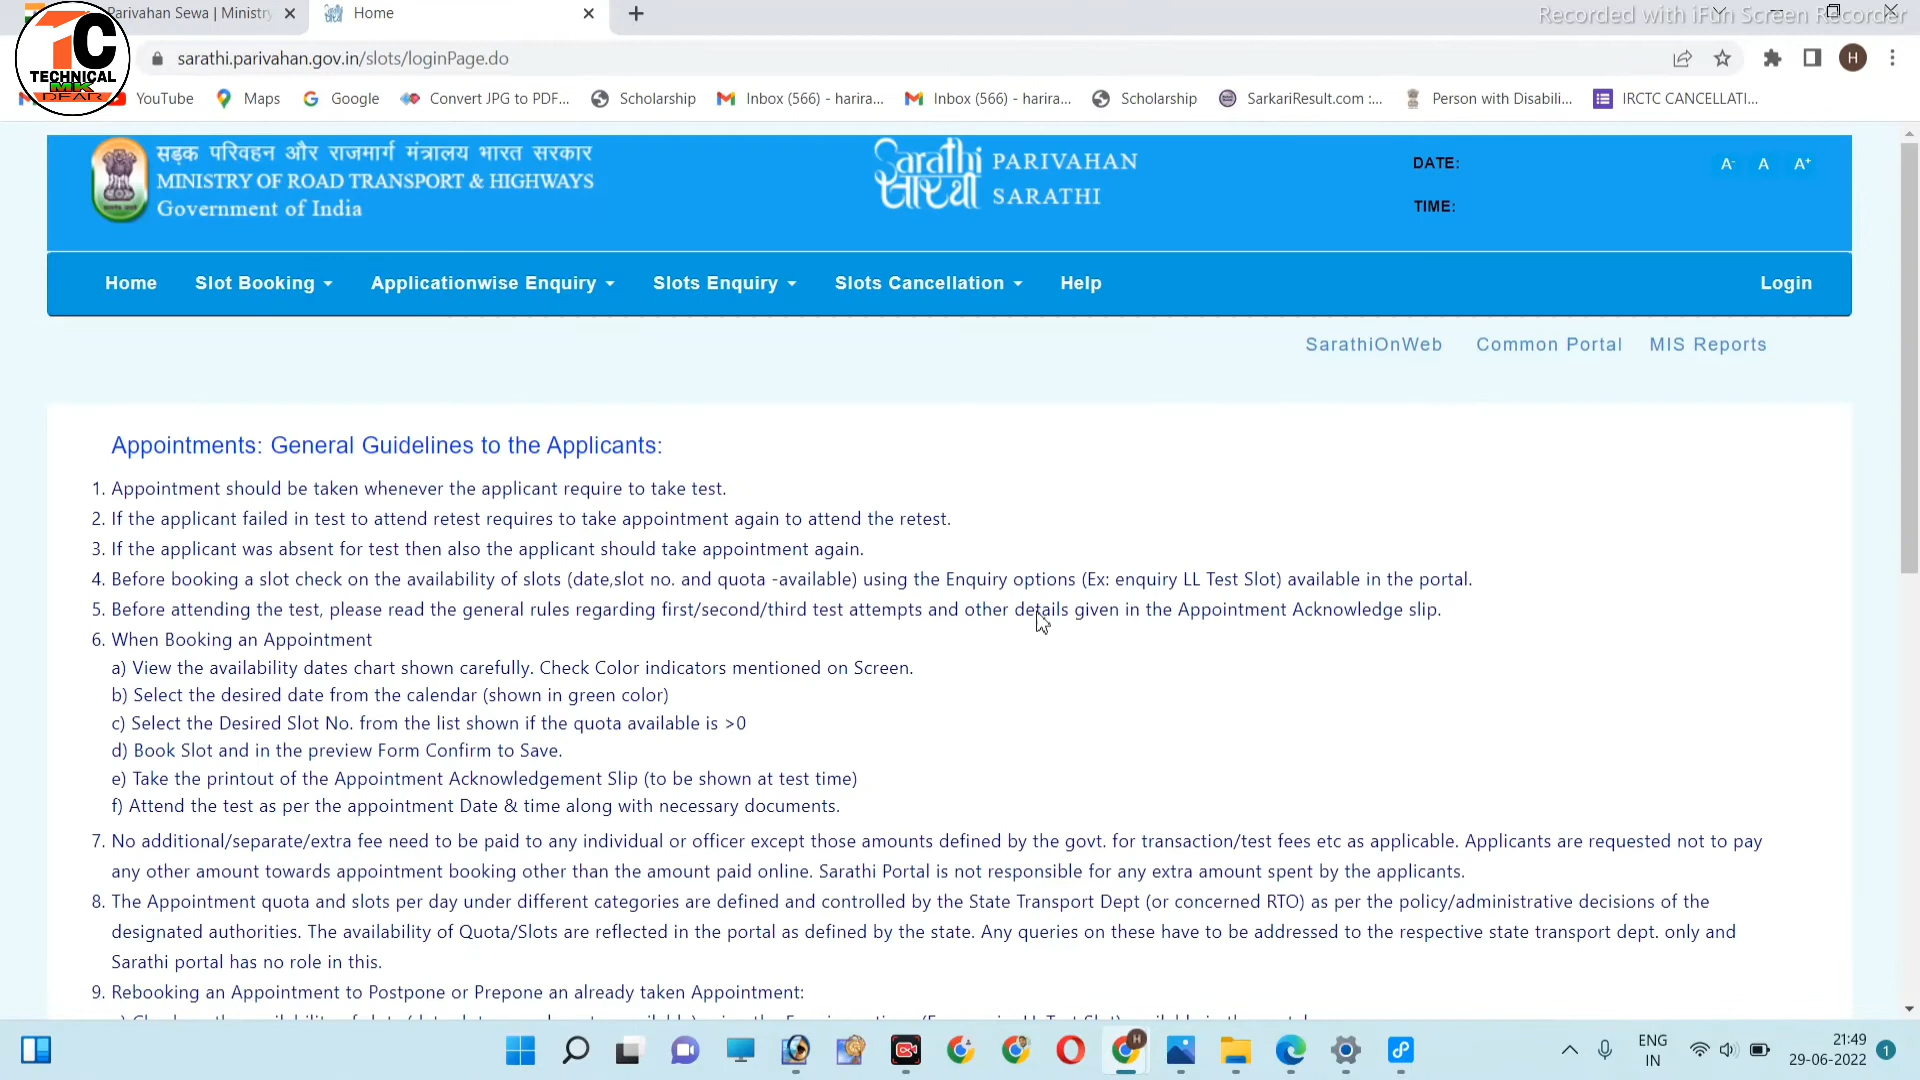 Parivahan Sewa | Ministry
Home
Recorded with iFun Screen Recorder
TC
TECHNICAL
MK
DEAR
sarathi.parivahan.gov.in/slots/loginPage.do
H
YouTube
Maps
Google
Convert JPG to PDF...
Scholarship
Inbox (566) - harira...
Inbox (566) - harira...
Scholarship
SarkariResult.com :...
Person with Disabili...
IRCTC CANCELLATI...
सड़क परिवहन और राजमार्ग मंत्रालय भारत सरकार
MINISTRY OF ROAD TRANSPORT & HIGHWAYS
Government of India
Sarathi
सारथी
PARIVAHAN
SARATHI
DATE:
TIME:
A- A A+
Home Slot Booking Applicationwise Enquiry Slots Enquiry Slots Cancellation Help Login
SarathiOnWeb Common Portal MIS Reports
Appointments: General Guidelines to the Applicants:
1. Appointment should be taken whenever the applicant require to take test.
2. If the applicant failed in test to attend retest requires to take appointment again to attend the retest.
3. If the applicant was absent for test then also the applicant should take appointment again.
4. Before booking a slot check on the availability of slots (date,slot no. and quota -available) using the Enquiry options (Ex: enquiry LL Test Slot) available in the portal.
5. Before attending the test, please read the general rules regarding first/second/third test attempts and other details given in the Appointment Acknowledge slip.
6. When Booking an Appointment
a) View the availability dates chart shown carefully. Check Color indicators mentioned on Screen.
b) Select the desired date from the calendar (shown in green color)
c) Select the Desired Slot No. from the list shown if the quota available is >0
d) Book Slot and in the preview Form Confirm to Save.
e) Take the printout of the Appointment Acknowledgement Slip (to be shown at test time)
f) Attend the test as per the appointment Date & time along with necessary documents.
7. No additional/separate/extra fee need to be paid to any individual or officer except those amounts defined by the govt. for transaction/test fees etc as applicable. Applicants are requested not to pay
any other amount towards appointment booking other than the amount paid online. Sarathi Portal is not responsible for any extra amount spent by the applicants.
8. The Appointment quota and slots per day under different categories are defined and controlled by the State Transport Dept (or concerned RTO) as per the policy/administrative decisions of the
designated authorities. The availability of Quota/Slots are reflected in the portal as defined by the state. Any queries on these have to be addressed to the respective state transport dept. only and
Sarathi portal has no role in this.
9. Rebooking an Appointment to Postpone or Prepone an already taken Appointment:
ENG
IN
21:49
29-06-2022
1